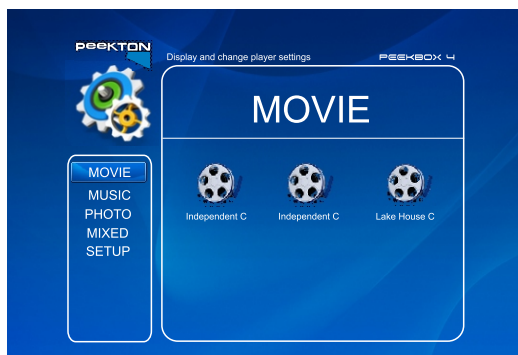 PEEKTON
Display and change player settings
PEEKBOX 4
MOVIE
MOVIE
MUSIC
PHOTO
MIXED
SETUP
Independent C
Independent C
Lake House C